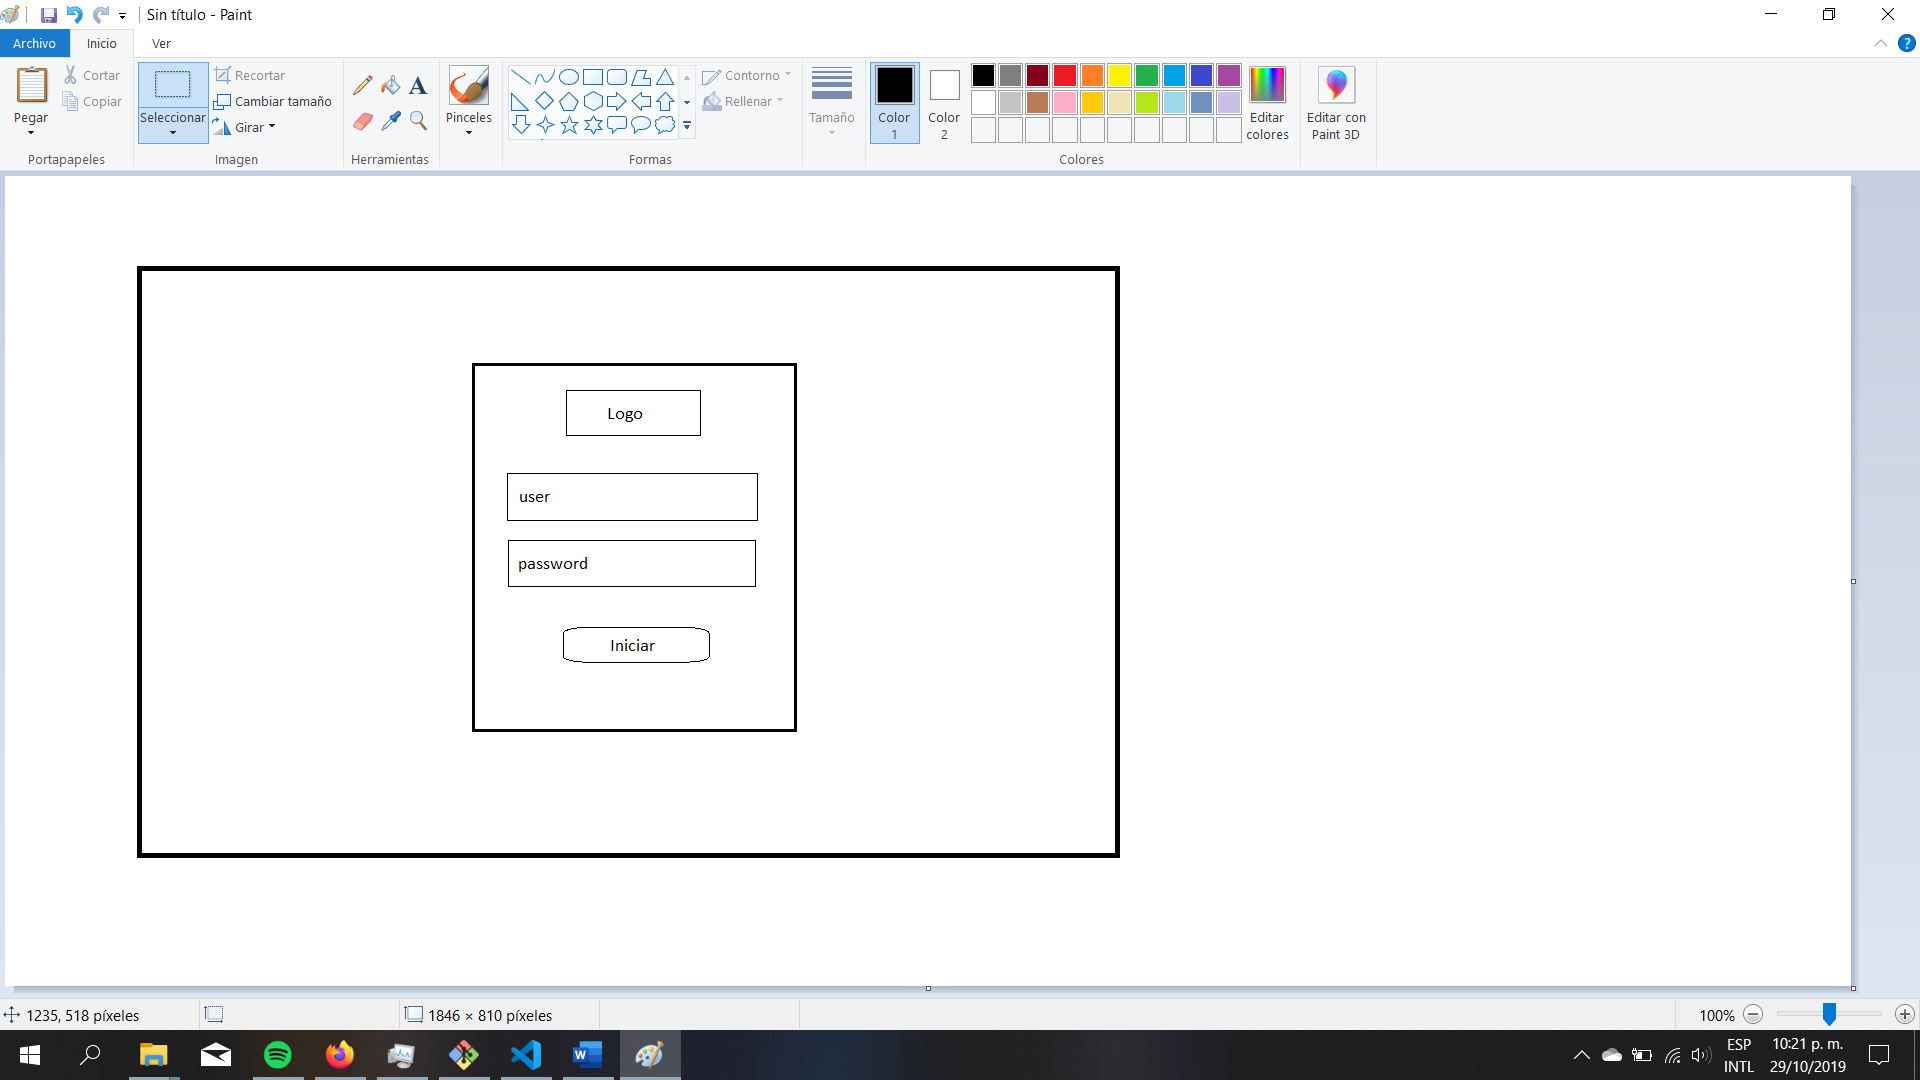 Sin título - Paint
Archivo Inicio Ver
Pegar
Cortar
Copiar
Portapapeles
Seleccionar
Recortar
Cambiar tamaño
Girar
Imagen
A
Herramientas
Pinceles
Formas
Contorno
Rellenar
Tamaño
Color
1
Color
2
Colores
Editar
colores
Editar con
Paint 3D
?
Logo
user
password
Iniciar
1235, 518 píxeles
1846 × 810 píxeles
100%
W
ESP
INTL
10:21 p. m.
29/10/2019